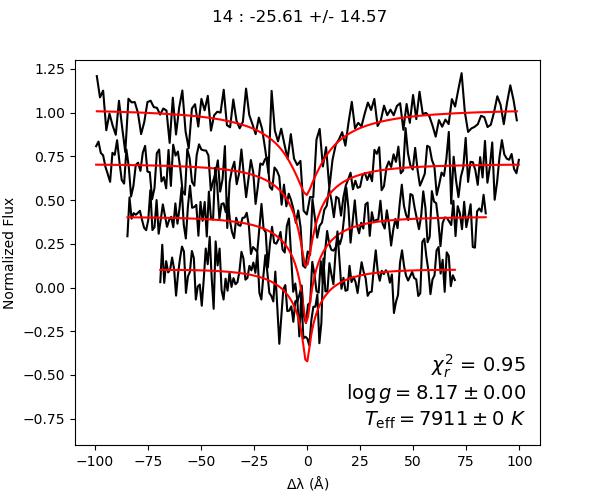 14 : -25.61 +/- 14.57
Normalized Flux
1.25
1.00
0.75
0.50
0.25
0.00
−0.25
−0.50
−0.75
χ²ᵣ = 0.95
log g = 8.17 ± 0.00
T_eff = 7911 ± 0 K
−100 −75 −50 −25 0 25 50 75 100
Δλ (Å)